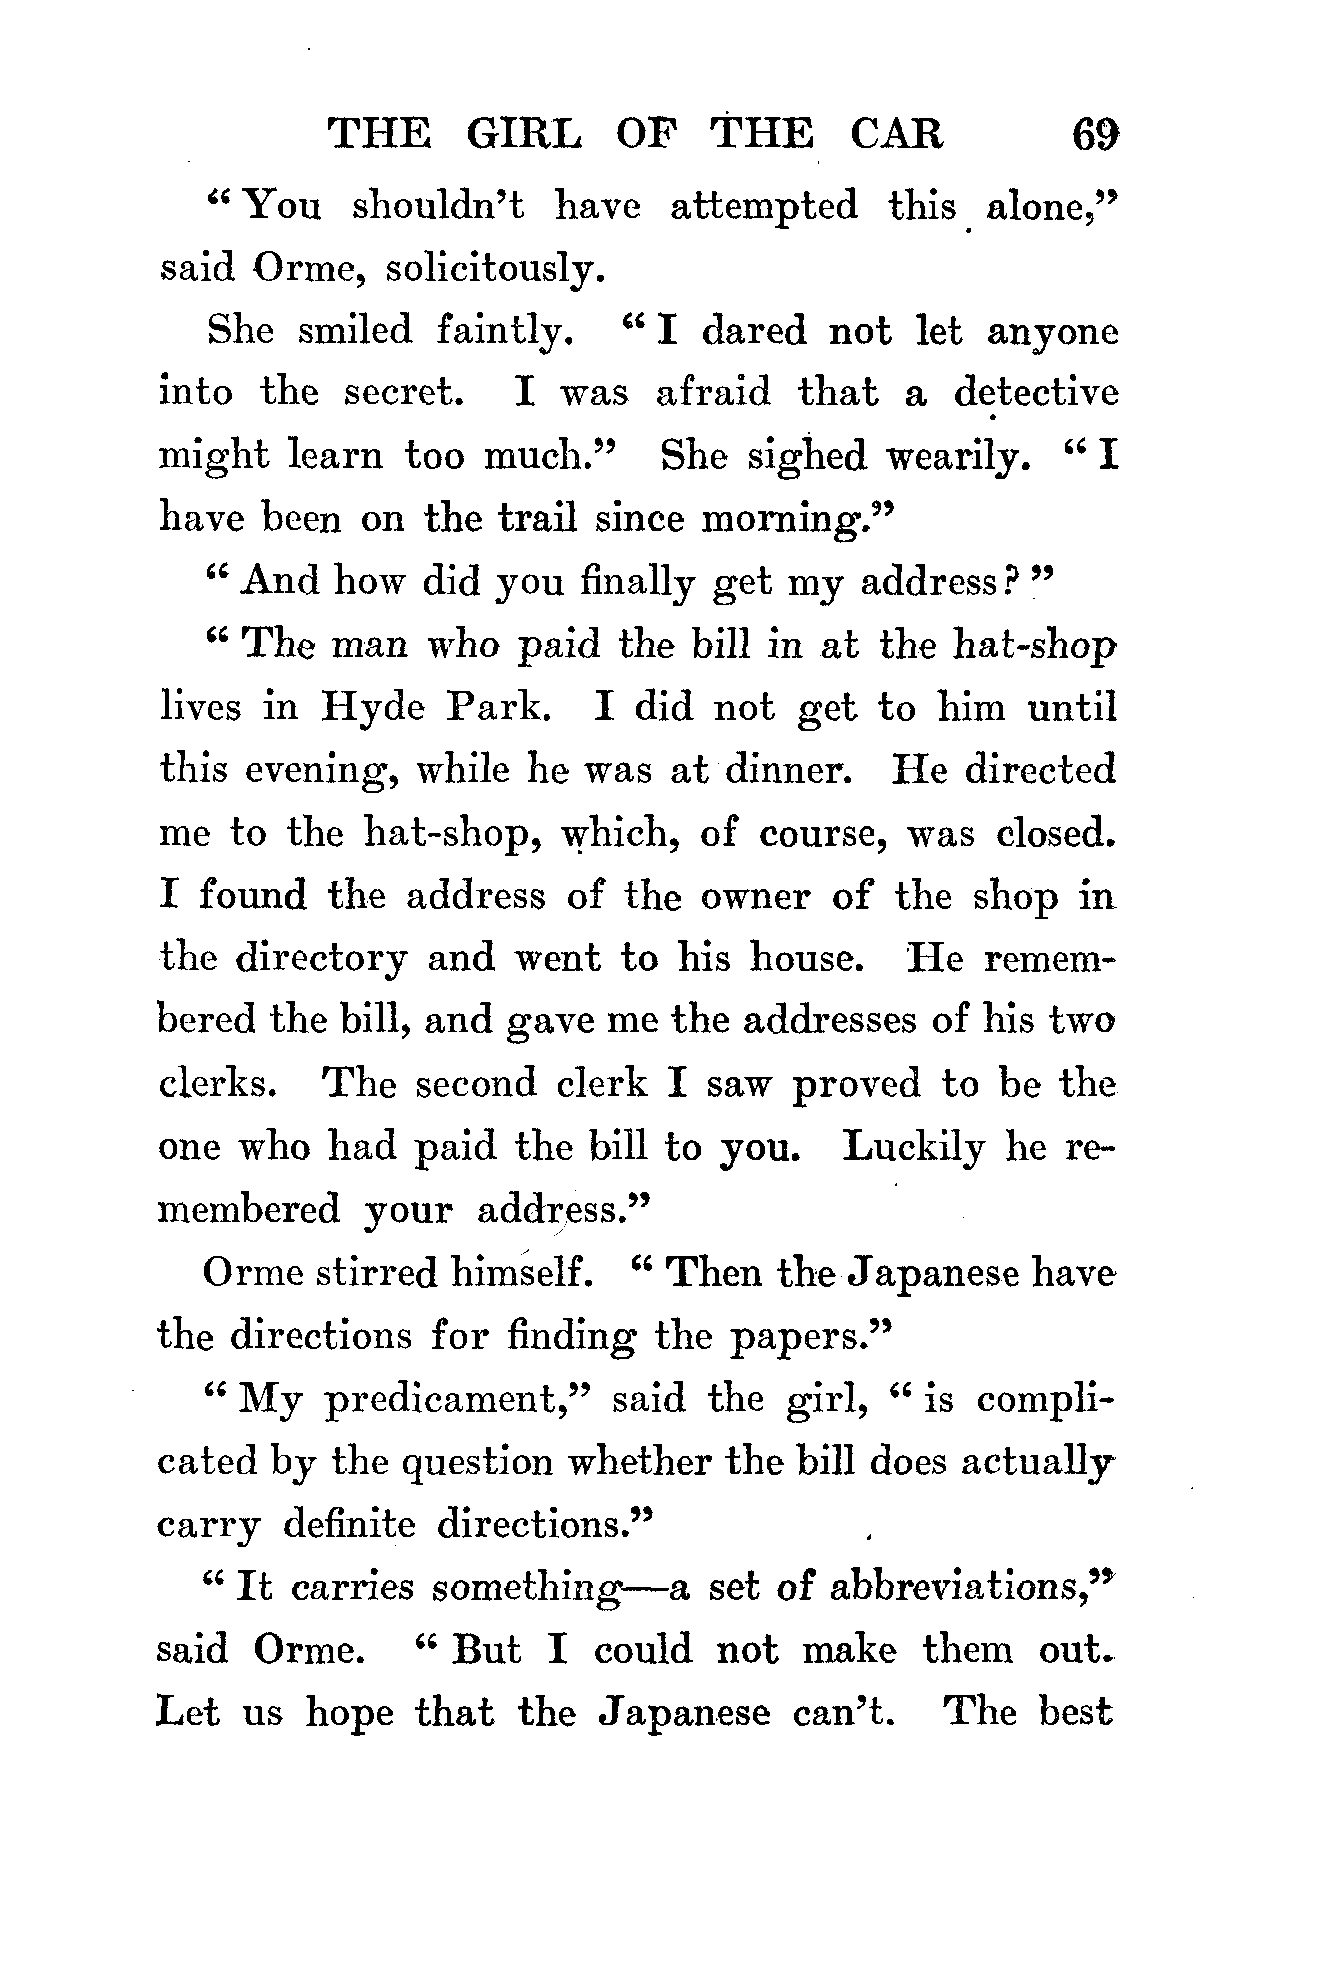 THE GIRL OF THE CAR 69
“ You shouldn’t have attempted this alone,”
said Orme, solicitously.
She smiled faintly. “ I dared not let anyone
into the secret. I was afraid that a detective
might learn too much.” She sighed wearily. “ I
have been on the trail since morning.”
“ And how did you finally get my address? ”
“ The man who paid the bill in at the hat-shop
lives in Hyde Park. I did not get to him until
this evening, while he was at dinner. He directed
me to the hat-shop, which, of course, was closed.
I found the address of the owner of the shop in
the directory and went to his house. He remem-
bered the bill, and gave me the addresses of his two
clerks. The second clerk I saw proved to be the
one who had paid the bill to you. Luckily he re-
membered your address.”
Orme stirred himself. “ Then the Japanese have
the directions for finding the papers.”
“ My predicament,” said the girl, “ is compli-
cated by the question whether the bill does actually
carry definite directions.”
“ It carries something—a set of abbreviations,”
said Orme. “ But I could not make them out.
Let us hope that the Japanese can’t. The best